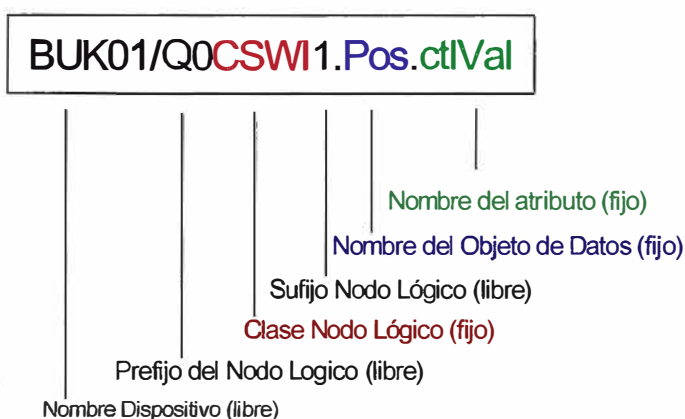 BUK01/Q0CSWI1.Pos.ctlVal
Nombre del atributo (fijo)
Nombre del Objeto de Datos (fijo)
Sufijo Nodo Lógico (libre)
Clase Nodo Lógico (fijo)
Prefijo del Nodo Logico (libre)
Nombre Dispositivo (libre)